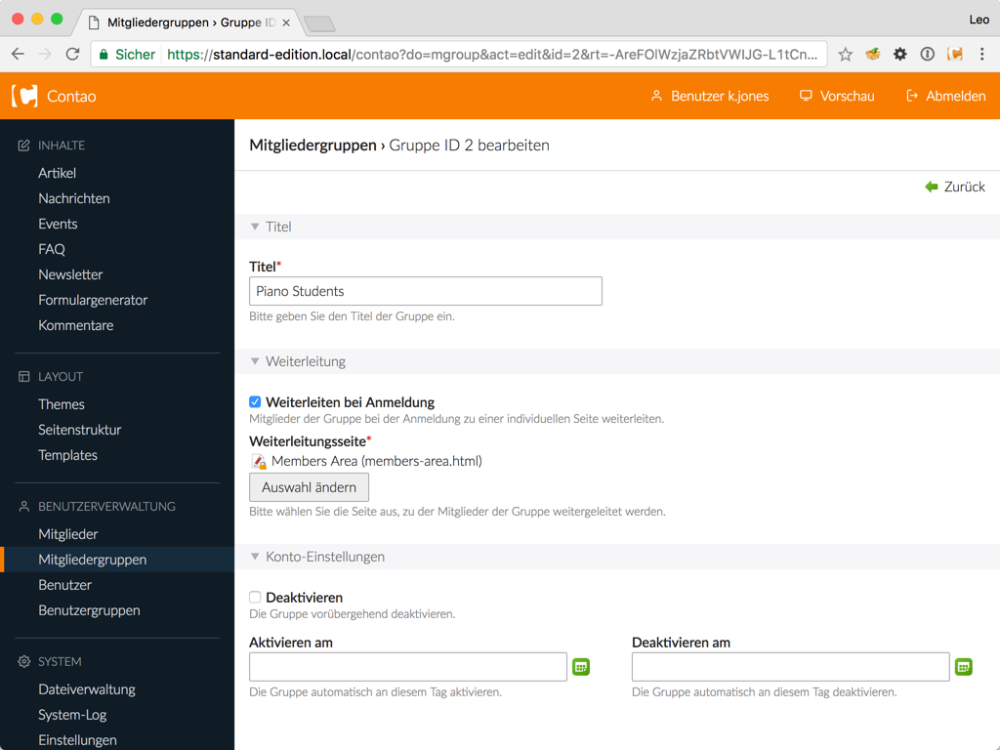 Mitgliedergruppen › Gruppe ID
Leo
Sicher https://standard-edition.local/contao?do=mgroup&act=edit&id=2&rt=-AreFOlWzjaZRbtVWIJG-L1tCn...
Contao
Benutzer k.jones
Vorschau
Abmelden
INHALTE
Artikel
Nachrichten
Events
FAQ
Newsletter
Formulargenerator
Kommentare
LAYOUT
Themes
Seitenstruktur
Templates
BENUTZERVERWALTUNG
Mitglieder
Mitgliedergruppen
Benutzer
Benutzergruppen
SYSTEM
Dateiverwaltung
System-Log
Einstellungen
Mitgliedergruppen › Gruppe ID 2 bearbeiten
Zurück
Titel
Titel*
Piano Students
Bitte geben Sie den Titel der Gruppe ein.
Weiterleitung
Weiterleiten bei Anmeldung
Mitglieder der Gruppe bei der Anmeldung zu einer individuellen Seite weiterleiten.
Weiterleitungsseite*
Members Area (members-area.html)
Auswahl ändern
Bitte wählen Sie die Seite aus, zu der Mitglieder der Gruppe weitergeleitet werden.
Konto-Einstellungen
Deaktivieren
Die Gruppe vorübergehend deaktivieren.
Aktivieren am
Die Gruppe automatisch an diesem Tag aktivieren.
Deaktivieren am
Die Gruppe automatisch an diesem Tag deaktivieren.